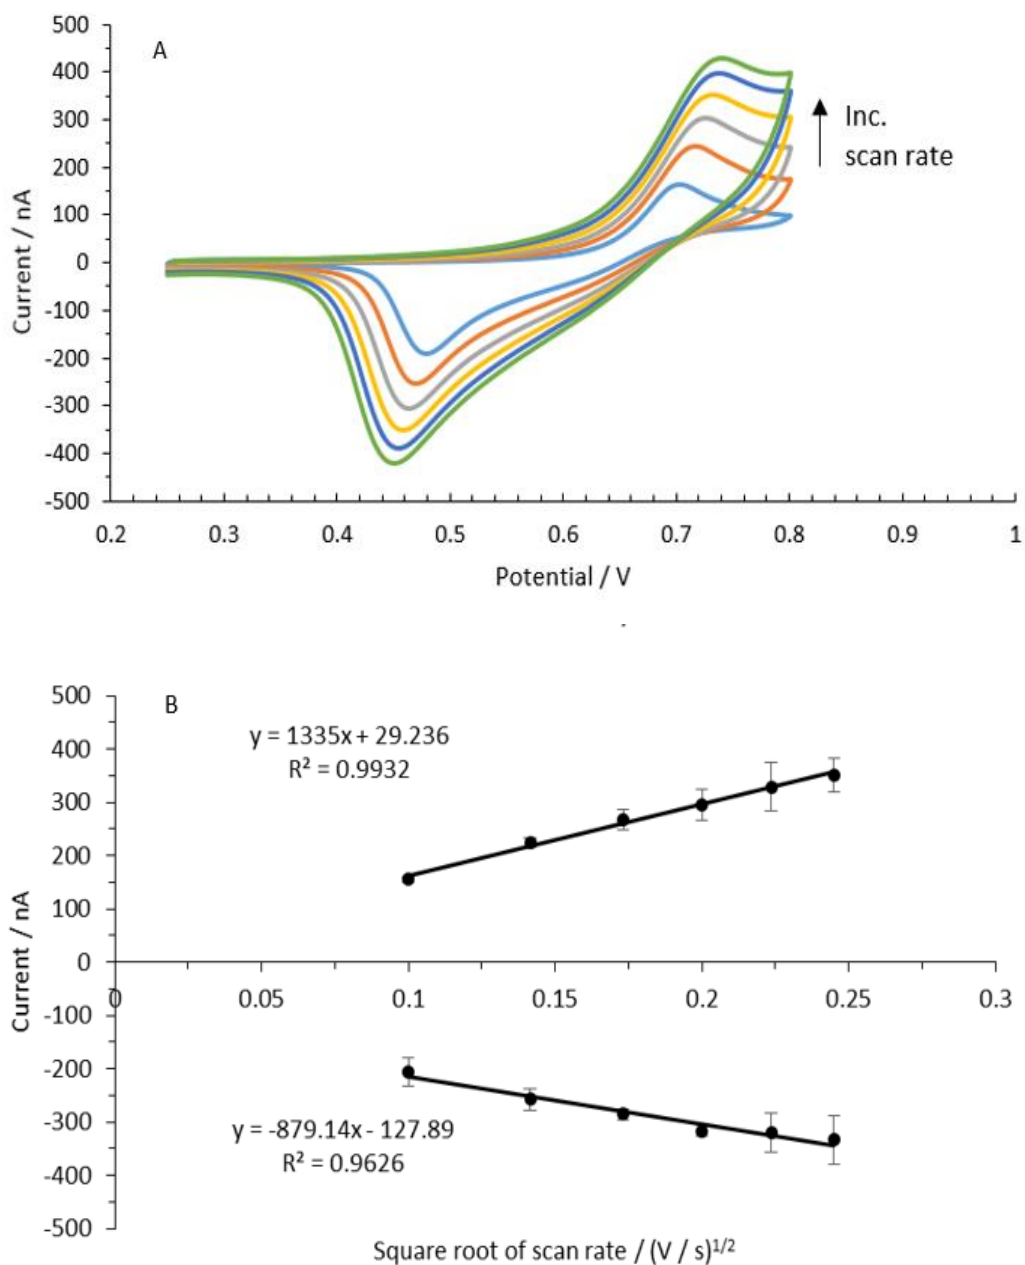 500
A
400
300
Inc.
200
scan rate
100
0
-100
-200
-300
-400
-500
Current / nA
0.2 0.3 0.4 0.5 0.6 0.7 0.8 0.9 1
Potential / V
500
B
y = 1335x + 29.236
400
R² = 0.9932
300
200
100
0
0 0.05 0.1 0.15 0.2 0.25 0.3
-100
-200
-300
y = -879.14x - 127.89
R² = 0.9626
-400
-500
Current / nA
Square root of scan rate / (V / s)^1/2